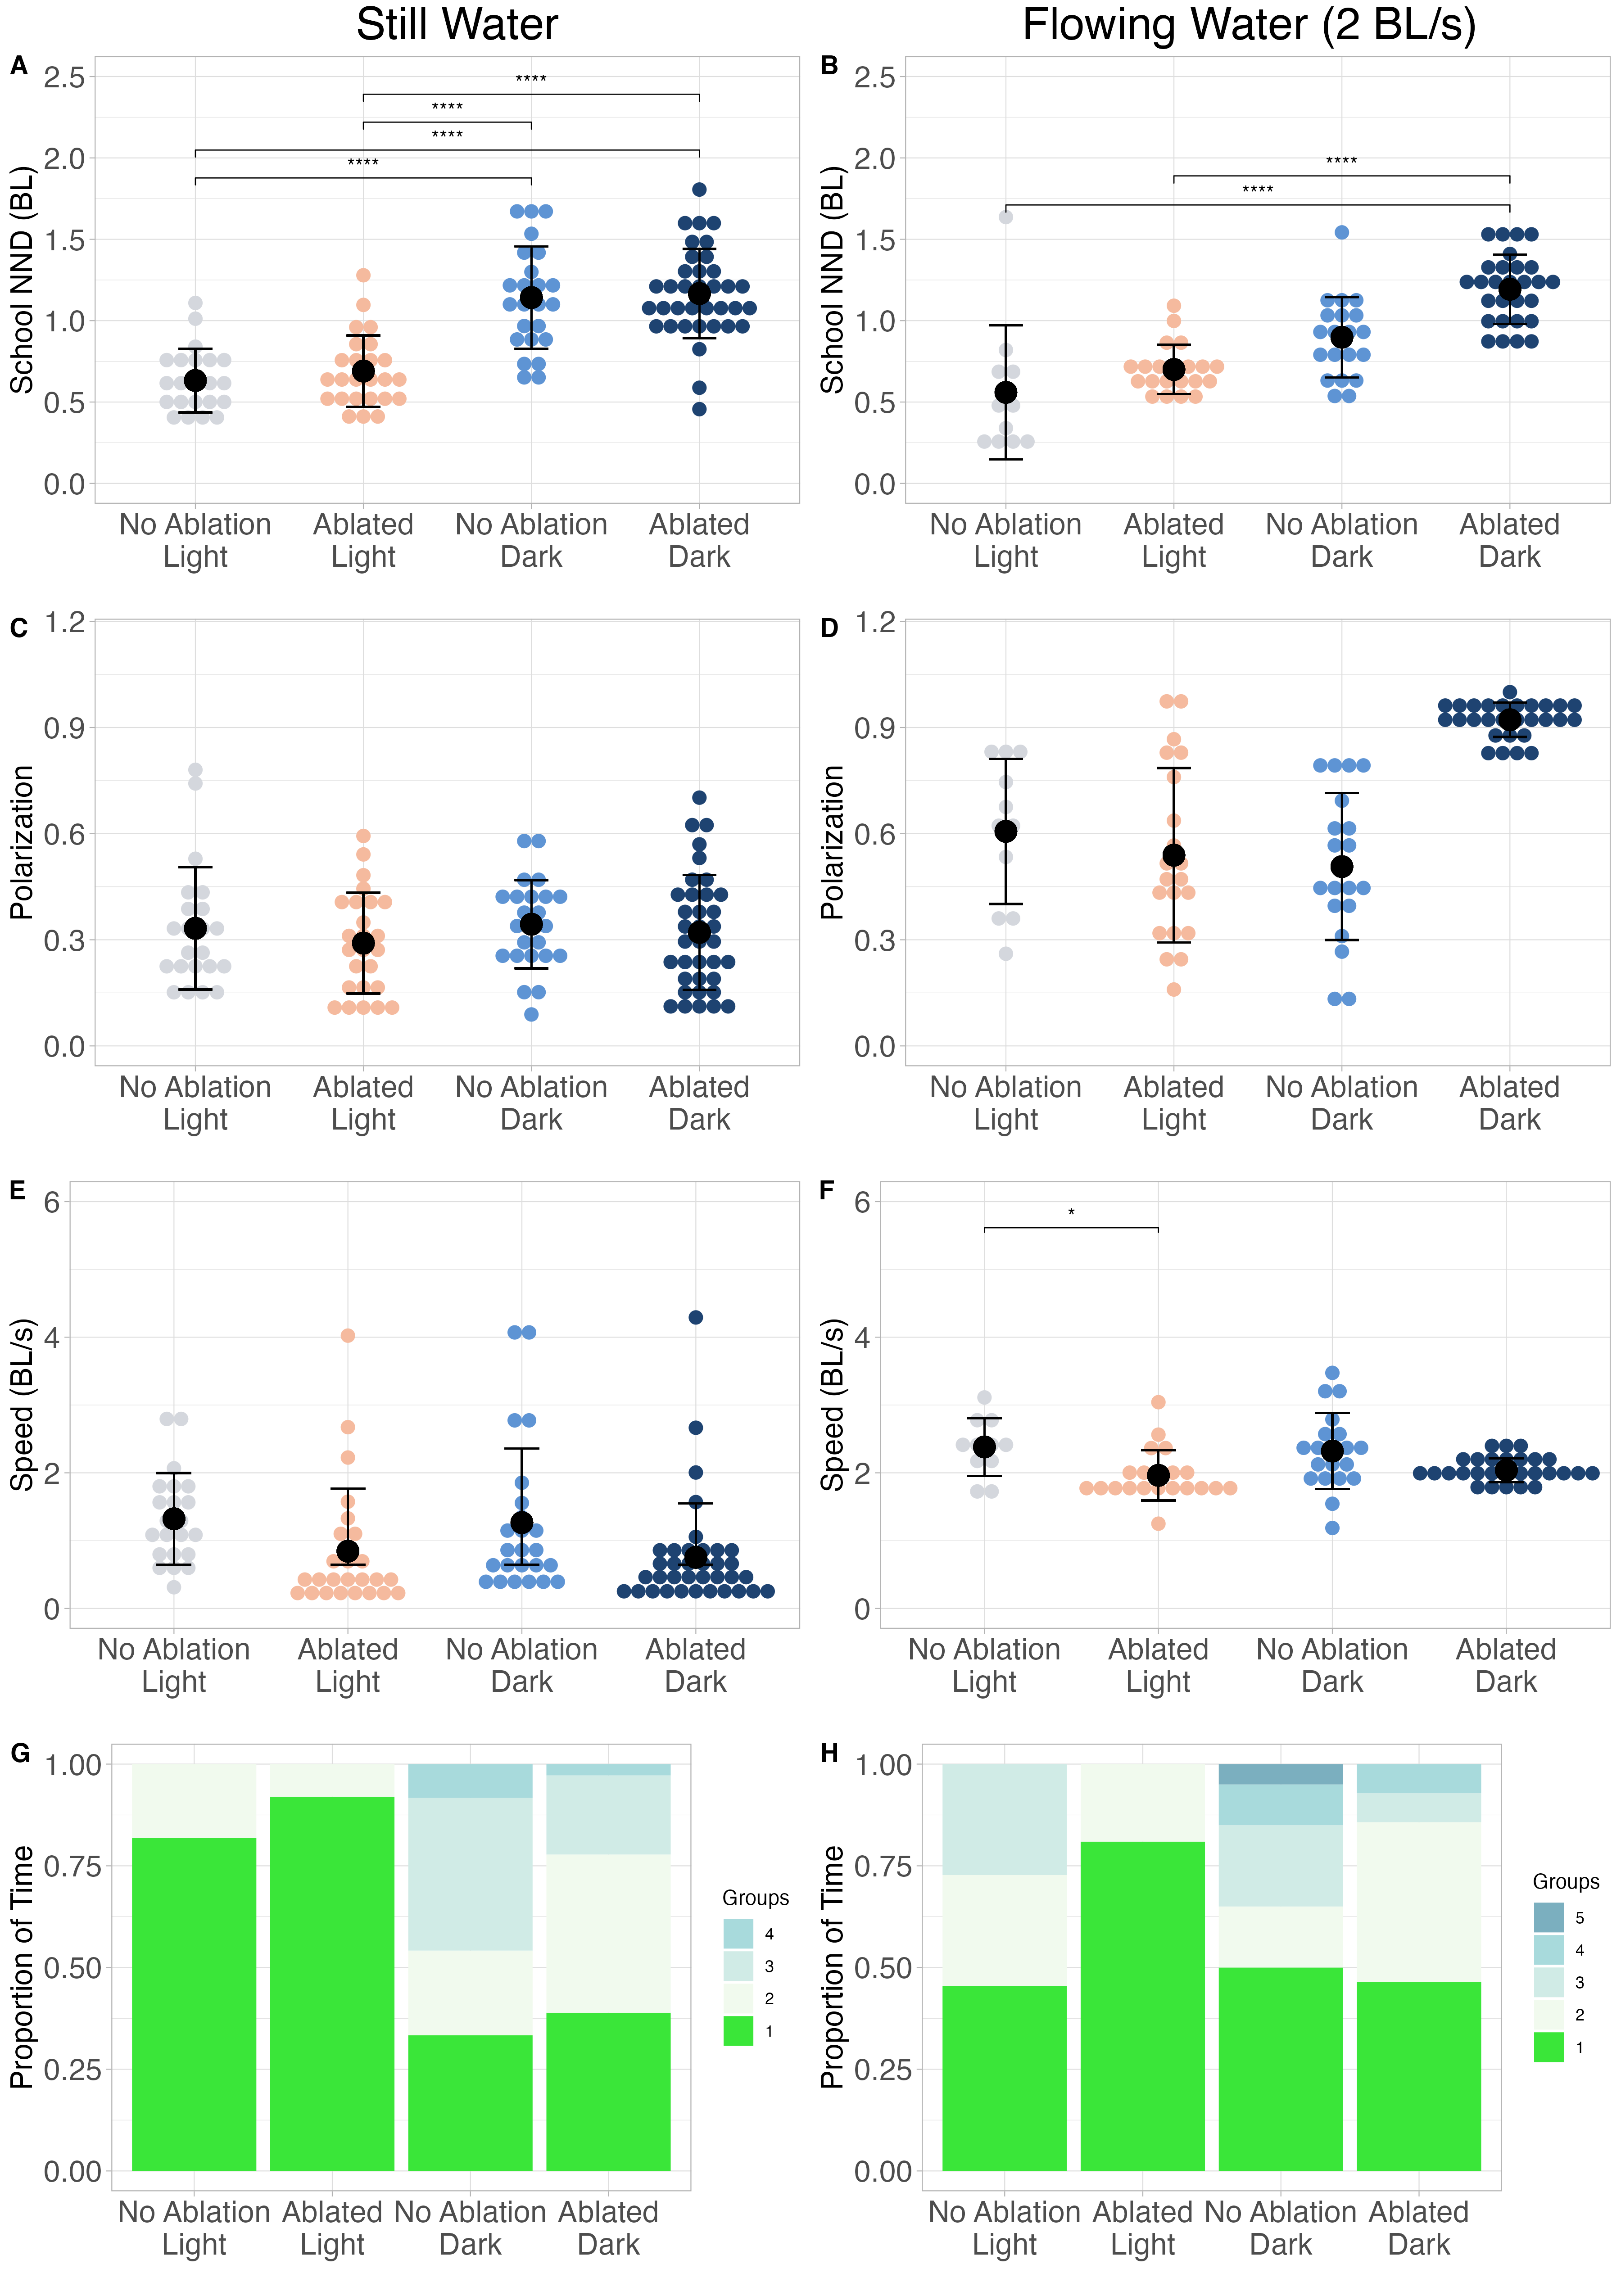 Still Water
Flowing Water (2 BL/s)
A
School NND (BL)
2.5
2.0
1.5
1.0
0.5
0.0
****
****
****
****
No Ablation Light
Ablated Light
No Ablation Dark
Ablated Dark
B
School NND (BL)
2.5
2.0
1.5
1.0
0.5
0.0
****
****
No Ablation Light
Ablated Light
No Ablation Dark
Ablated Dark
C
Polarization
1.2
0.9
0.6
0.3
0.0
No Ablation Light
Ablated Light
No Ablation Dark
Ablated Dark
D
Polarization
1.2
0.9
0.6
0.3
0.0
No Ablation Light
Ablated Light
No Ablation Dark
Ablated Dark
E
Speed (BL/s)
6
4
2
0
No Ablation Light
Ablated Light
No Ablation Dark
Ablated Dark
F
Speed (BL/s)
6
4
2
0
*
No Ablation Light
Ablated Light
No Ablation Dark
Ablated Dark
G
Proportion of Time
1.00
0.75
0.50
0.25
0.00
No Ablation Light
Ablated Light
No Ablation Dark
Ablated Dark
Groups
4
3
2
1
H
Proportion of Time
1.00
0.75
0.50
0.25
0.00
No Ablation Light
Ablated Light
No Ablation Dark
Ablated Dark
Groups
5
4
3
2
1